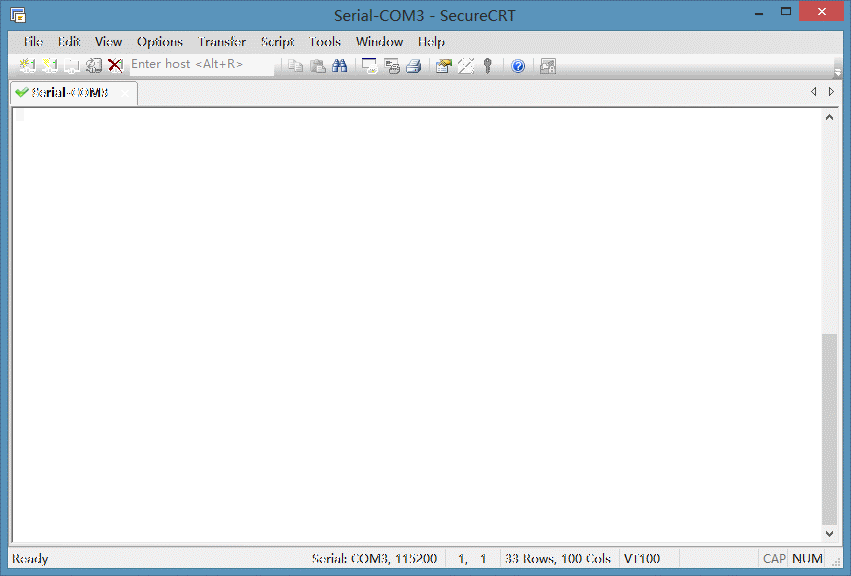 Serial-COM3 - SecureCRT
File Edit View Options Transfer Script Tools Window Help
Enter host <Alt+R>
Serial-COM3
Ready Serial: COM3, 115200 1, 1 33 Rows, 100 Cols VT100 CAP NUM